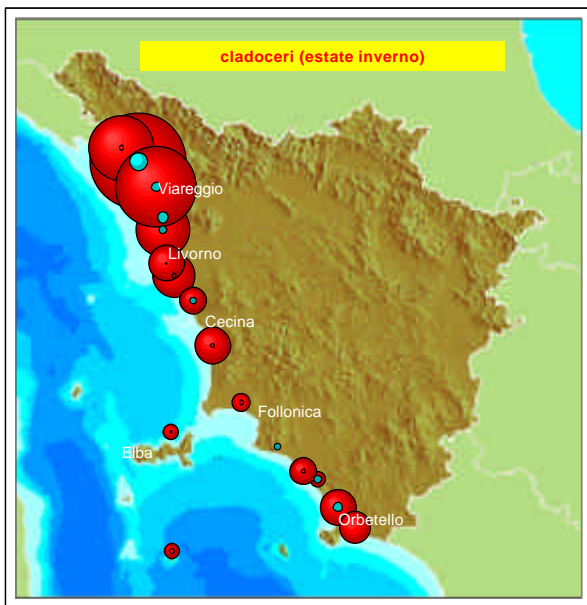 cladoceri (estate inverno)
Viareggio
Livorno
Cecina
Follonica
Elba
Orbetello